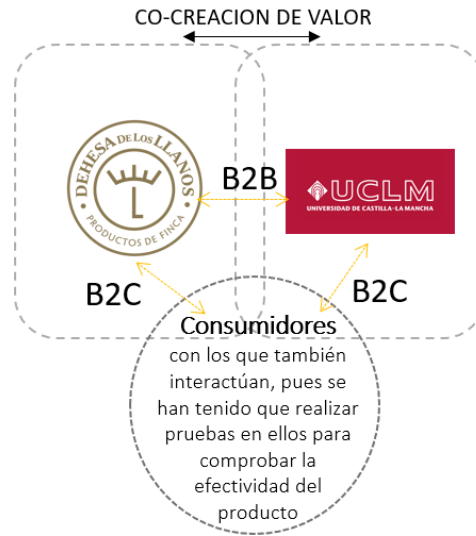 CO-CREACION DE VALOR
DEHESA DE LOS LLANOS
PRODUCTOS DE FINCA
B2B
UCLM
UNIVERSIDAD DE CASTILLA-LA MANCHA
B2C
B2C
Consumidores
con los que también
interactúan, pues se
han tenido que realizar
pruebas en ellos para
comprobar la
efectividad del
producto